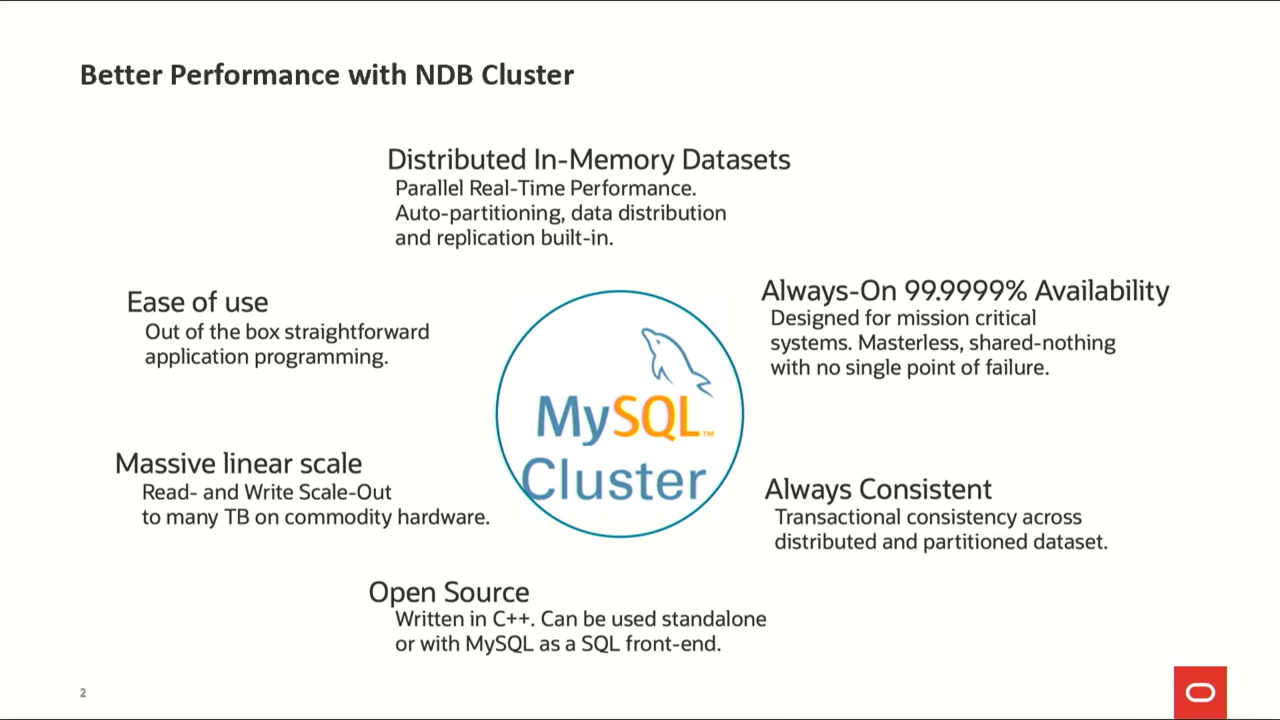 Better Performance with NDB Cluster
Distributed In-Memory Datasets
Parallel Real-Time Performance.
Auto-partitioning, data distribution
and replication built-in.
Always-On 99.9999% Availability
Designed for mission critical
systems. Masterless, shared-nothing
with no single point of failure.
Ease of use
Out of the box straightforward
application programming.
MySQL™
Cluster
Massive linear scale
Read- and Write Scale-Out
to many TB on commodity hardware.
Always Consistent
Transactional consistency across
distributed and partitioned dataset.
Open Source
Written in C++. Can be used standalone
or with MySQL as a SQL front-end.
2